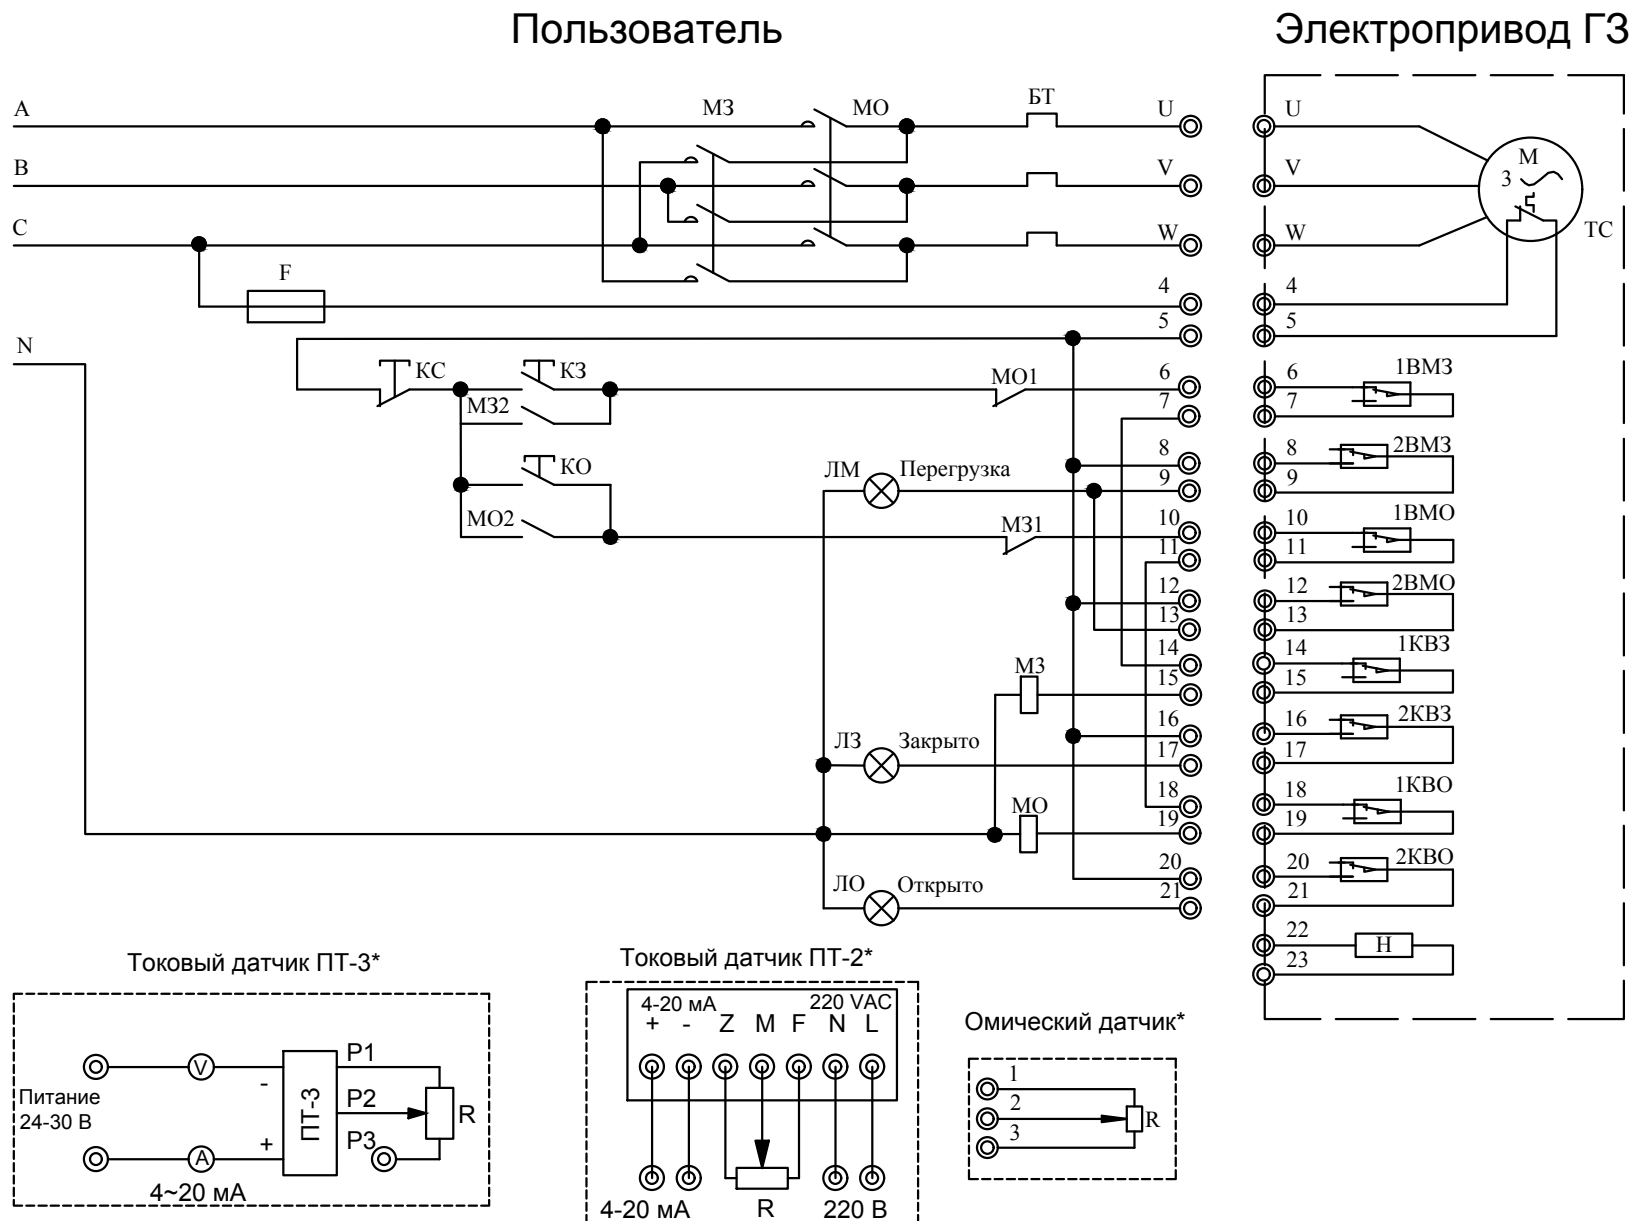 Пользователь
Электропривод ГЗ
A
МЗ
МО
БТ
U
U
B
V
V
М
3
C
W
W
ТС
F
4
4
5
5
N
КС
КЗ
МО1
6
6
1ВМЗ
МЗ2
7
7
КО
ЛМ
Перегрузка
8
8
2ВМЗ
9
9
МО2
МЗ1
10
10
1ВМО
11
11
12
12
2ВМО
13
13
14
14
1КВЗ
МЗ
15
15
ЛЗ
Закрыто
16
16
2КВЗ
17
17
МО
18
18
1КВО
19
19
ЛО
Открыто
20
20
2КВО
21
21
22
Н
23
Токовый датчик ПТ-3*
Питание
24-30 В
V
-
ПТ-3
P1
P2
R
P3
A
+
4~20 мА
Токовый датчик ПТ-2*
4-20 мА
220 VAC
+ - Z M F N L
4-20 мА
R
220 В
Омический датчик*
1
2
R
3